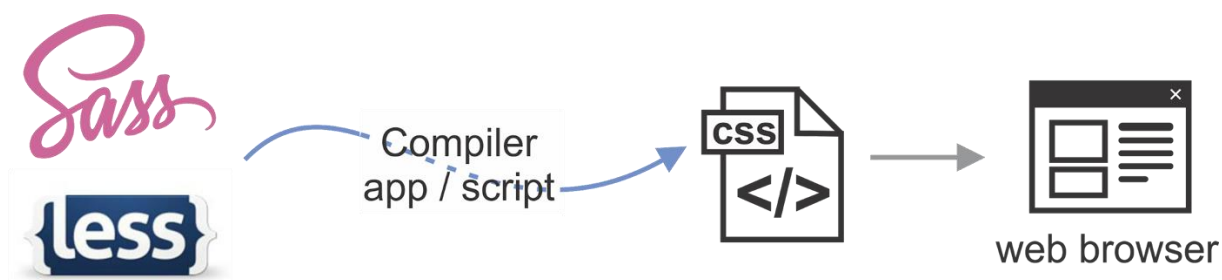 Sass
{less}
Compiler
app / script
CSS
</>
web browser